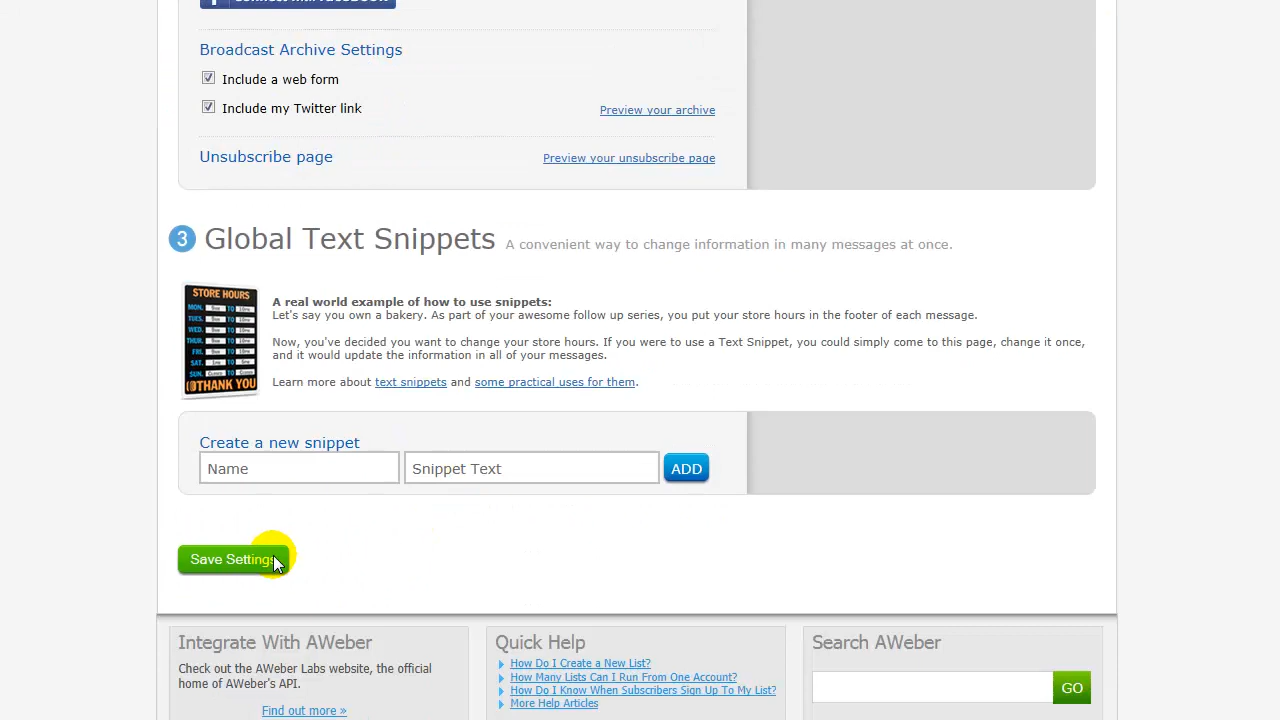 Broadcast Archive Settings
Include a web form
Include my Twitter link
Preview your archive
Unsubscribe page
Preview your unsubscribe page
3 Global Text Snippets A convenient way to change information in many messages at once.
STORE HOURS
MON.
TUES.
WED.
THUR.
FRI.
SAT.
SUN.
THANK YOU
A real world example of how to use snippets:
Let's say you own a bakery. As part of your awesome follow up series, you put your store hours in the footer of each message.
Now, you've decided you want to change your store hours. If you were to use a Text Snippet, you could simply come to this page, change it once,
and it would update the information in all of your messages.
Learn more about text snippets and some practical uses for them.
Create a new snippet
Name
Snippet Text
ADD
Save Settings
Integrate With AWeber
Check out the AWeber Labs website, the official
home of AWeber's API.
Find out more »
Quick Help
How Do I Create a New List?
How Many Lists Can I Run From One Account?
How Do I Know When Subscribers Sign Up To My List?
More Help Articles
Search AWeber
GO